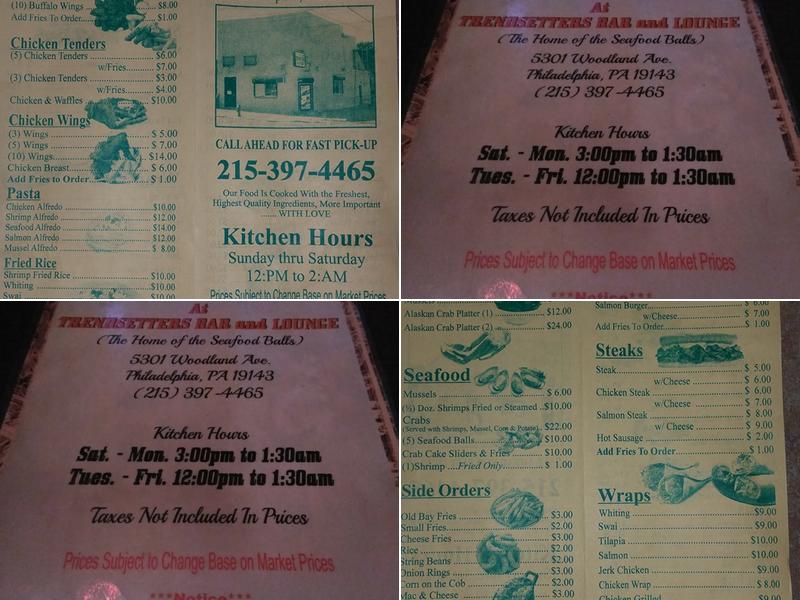 (10) Buffalo Wings $8.00
Add Fries To Order $1.00
Chicken Tenders
(5) Chicken Tenders $6.00
w/Fries $7.00
(3) Chicken Tenders $3.00
w/Fries $4.00
Chicken & Waffles $10.00
Chicken Wings
(3) Wings $ 5.00
(5) Wings $ 7.00
(10) Wings $14.00
Chicken Breast $ 6.00
Add Fries to Order $ 1.00
Pasta
Chicken Alfredo $10.00
Shrimp Alfredo $12.00
Seafood Alfredo $14.00
Salmon Alfredo $12.00
Mussel Alfredo $ 8.00
Fried Rice
Shrimp Fried Rice $10.00
Whiting $10.00
Swai $10.00
CALL AHEAD FOR FAST PICK-UP
215-397-4465
Our Food Is Cooked With the Freshest,
Highest Quality Ingredients, More Important
....... WITH LOVE
Kitchen Hours
Sunday thru Saturday
12:PM to 2:AM
Prices Subject to Change Base on Market Prices
At
TRENDSETTERS BAR and LOUNGE
(The Home of the Seafood Balls)
5301 Woodland Ave.
Philadelphia, PA 19143
(215) 397-4465
Kitchen Hours
Sat. - Mon. 3:00pm to 1:30am
Tues. - Fri. 12:00pm to 1:30am
Taxes Not Included In Prices
Prices Subject to Change Base on Market Prices
***Notice***
At
TRENDSETTERS BAR and LOUNGE
(The Home of the Seafood Balls)
5301 Woodland Ave.
Philadelphia, PA 19143
(215) 397-4465
Kitchen Hours
Sat. - Mon. 3:00pm to 1:30am
Tues. - Fri. 12:00pm to 1:30am
Taxes Not Included In Prices
Prices Subject to Change Base on Market Prices
***Notice***
Mussels
Alaskan Crab Platter (1) $12.00
Alaskan Crab Platter (2) $24.00
Seafood
Mussels $ 6.00
(½) Doz. Shrimps Fried or Steamed ..$10.00
Crabs $22.00
(Served with Shrimps, Mussel, Corn & Potato)
(5) Seafood Balls $10.00
Crab Cake Sliders & Fries $10.00
(1)Shrimp ....Fried Only $ 1.00
Side Orders
Old Bay Fries $3.00
Small Fries $2.00
Cheese Fries $3.00
Rice $2.00
String Beans $2.00
Onion Rings $3.00
Corn on the Cob $2.00
Mac & Cheese $3.00
Salmon Burger $ 6.00
w/Cheese $ 7.00
Add Fries To Order $ 1.00
Steaks
Steak $ 5.00
w/Cheese $ 6.00
Chicken Steak $ 6.00
w/Cheese $ 7.00
Salmon Steak $ 8.00
w/ Cheese $ 9.00
Hot Sausage $ 2.00
Add Fries To Order $ 1.00
Wraps
Whiting $9.00
Swai $9.00
Tilapia $10.00
Salmon $10.00
Jerk Chicken $9.00
Chicken Wrap $ 8.00
Chicken Grilled $9.00